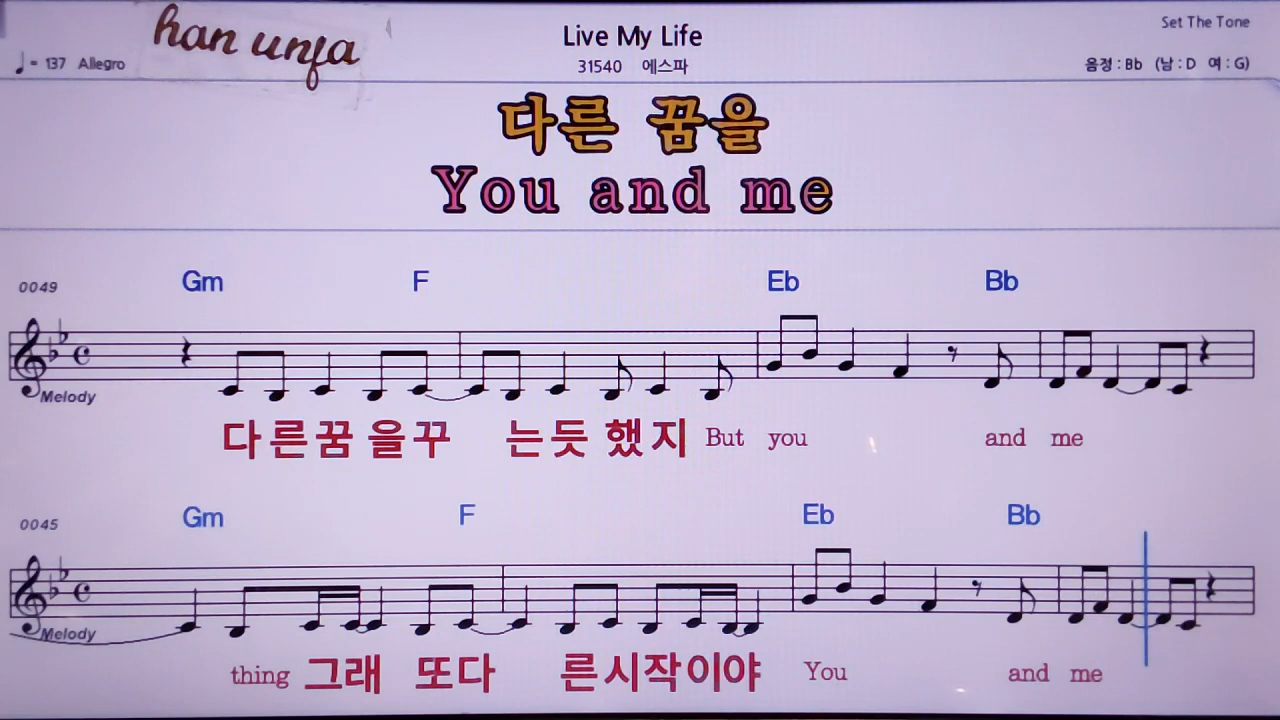 han unfa
Live My Life
Set The Tone
♩= 137 Allegro
31540 에스파
음정 : Bb (남 : D 여 : G)
다른 꿈을
You and me
0049 Gm F Eb Bb
Melody
다른꿈 을꾸 는듯 했지 But you and me
0045 Gm F Eb Bb
Melody
thing 그래 또다 른시작이야 You and me